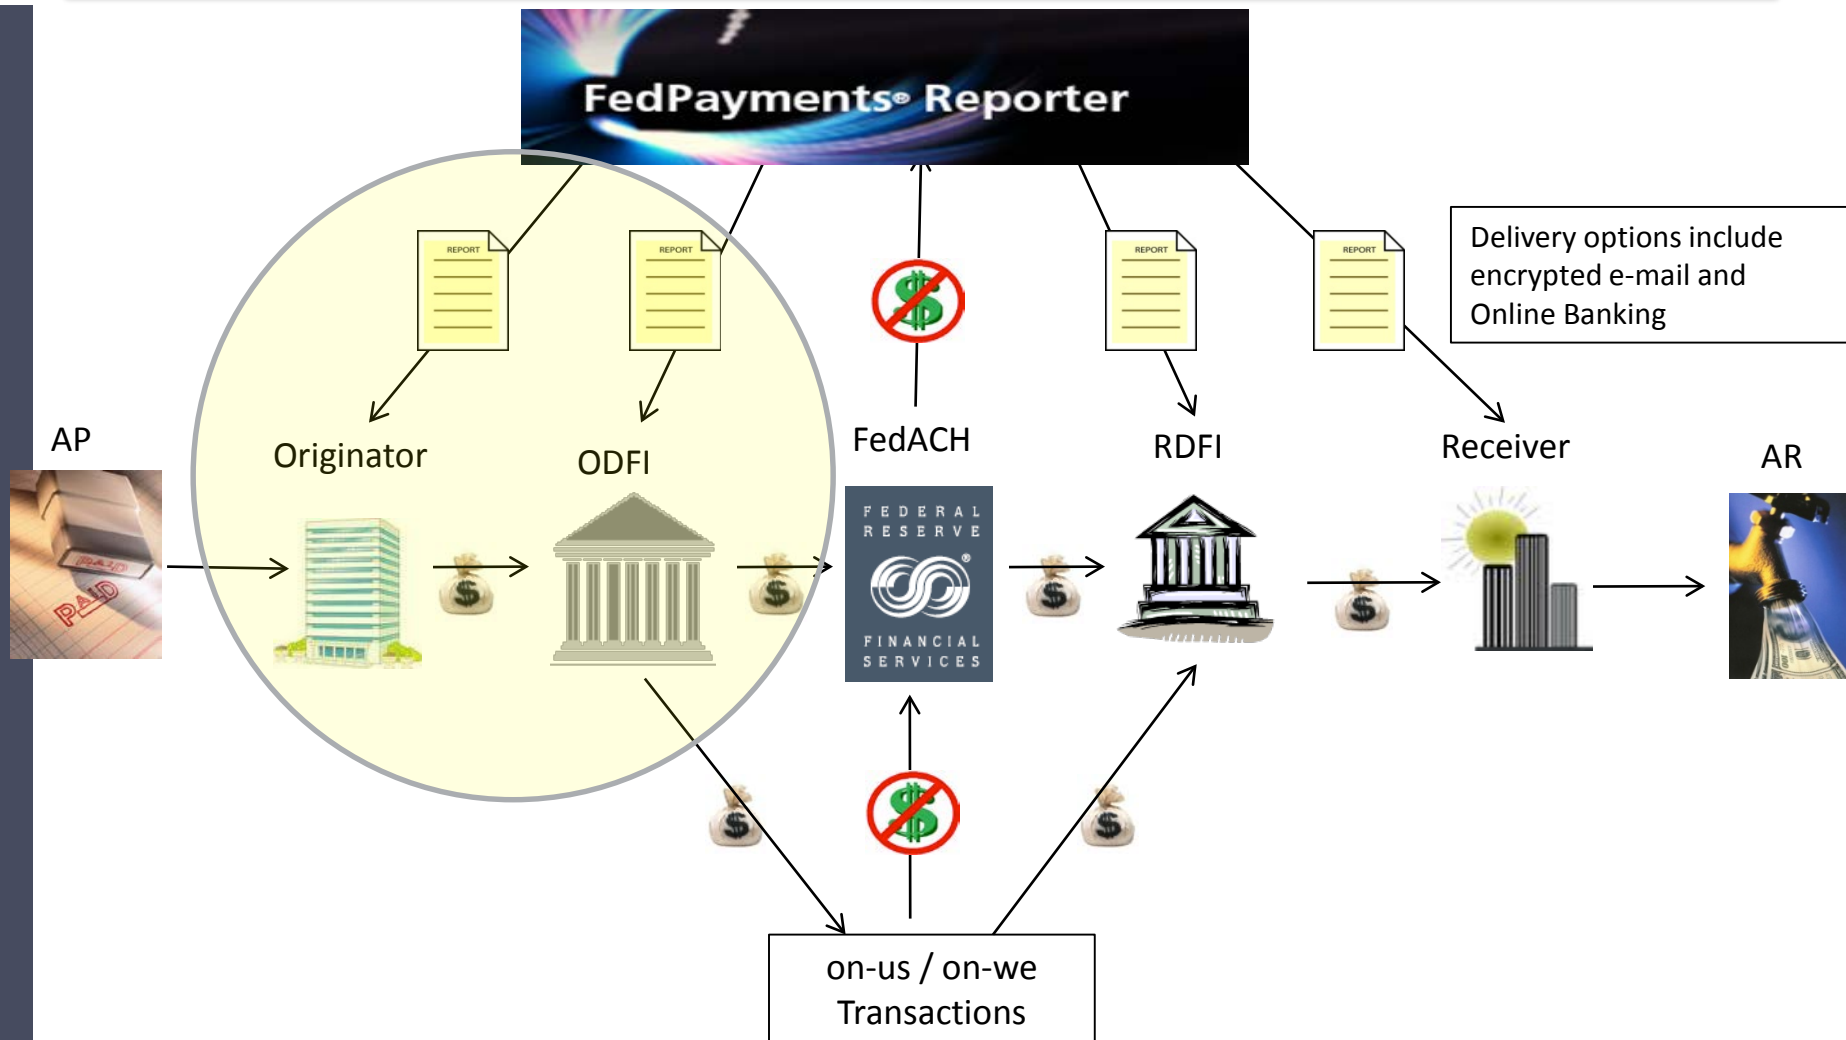 FedPayments® Reporter
REPORT
REPORT
REPORT
REPORT
Delivery options include
encrypted e-mail and
Online Banking
AP
Originator
ODFI
FedACH
RDFI
Receiver
AR
PAID
PAID
$
$
$
$
$
$
$
$
FEDERAL
RESERVE
®
FINANCIAL
SERVICES
on-us / on-we
Transactions